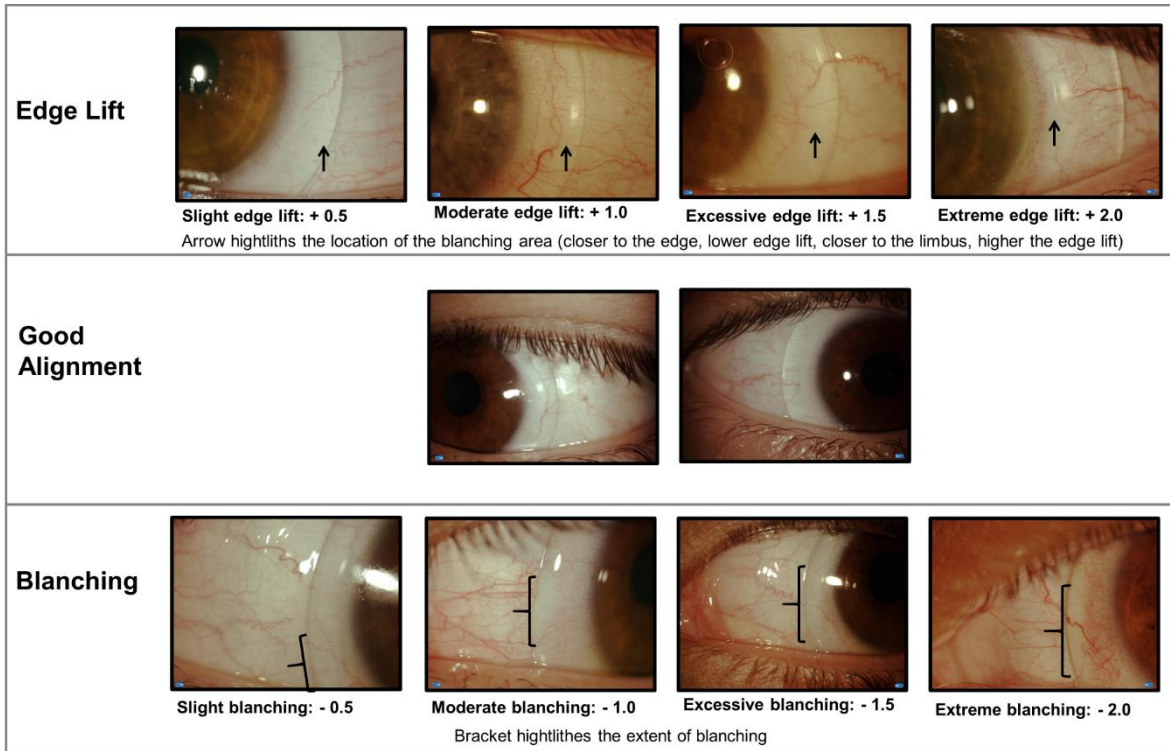 Edge Lift
Slight edge lift: + 0.5
Moderate edge lift: + 1.0
Excessive edge lift: + 1.5
Extreme edge lift: + 2.0
Arrow hightliths the location of the blanching area (closer to the edge, lower edge lift, closer to the limbus, higher the edge lift)
Good
Alignment
Blanching
Slight blanching: - 0.5
Moderate blanching: - 1.0
Excessive blanching: - 1.5
Extreme blanching: - 2.0
Bracket hightlithes the extent of blanching